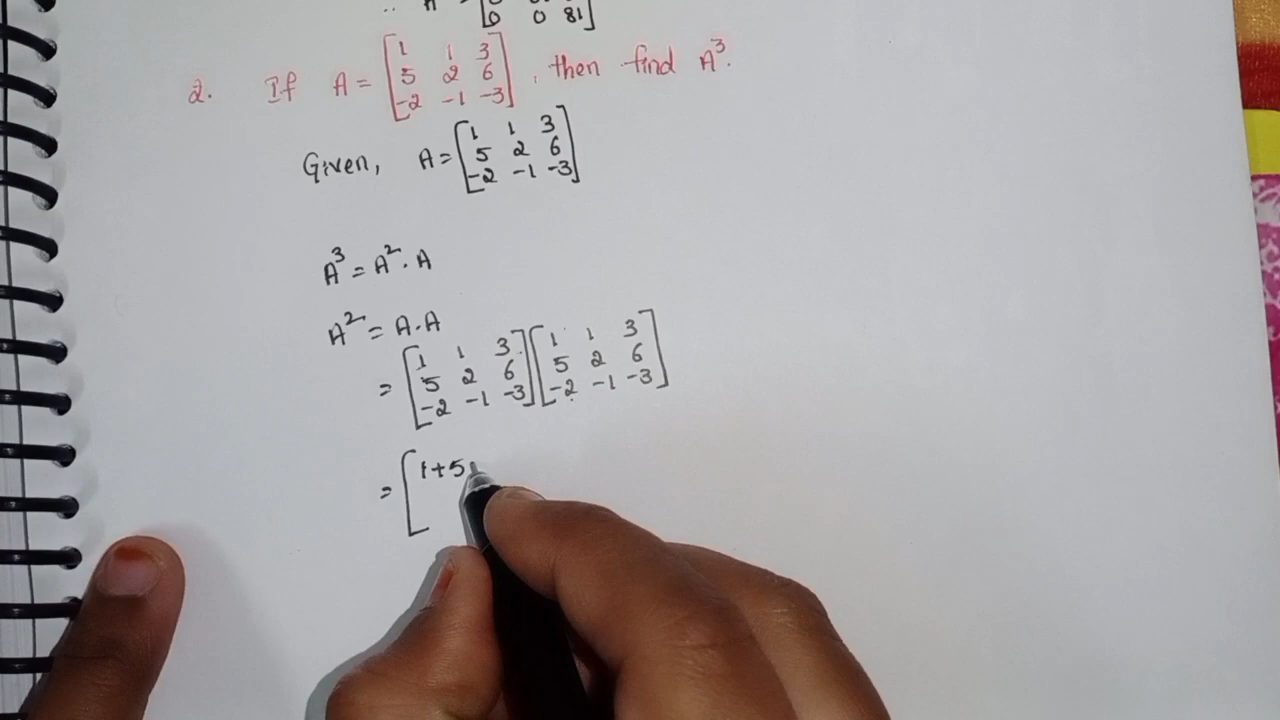 ∴ A =
[0 0 81]
2. If A = [1 1 3
5 2 6
-2 -1 -3], then find A³.
Given, A = [1 1 3
5 2 6
-2 -1 -3]
A³ = A² . A
A² = A . A
= [1 1 3] [1 1 3]
[5 2 6] [5 2 6]
[-2 -1 -3] [-2 -1 -3]
= [1+5